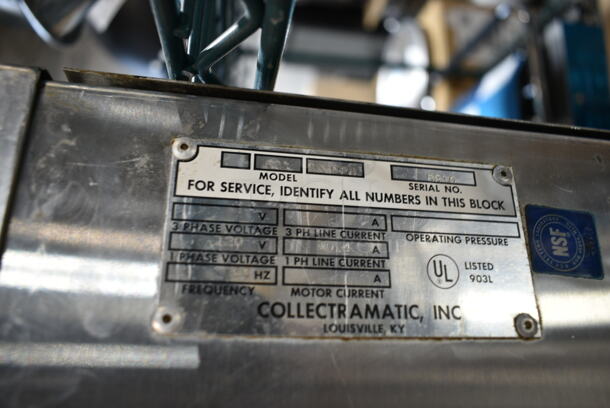 MODEL
SERIAL NO.
FOR SERVICE, IDENTIFY ALL NUMBERS IN THIS BLOCK
V A
3 PHASE VOLTAGE 3 PH LINE CURRENT OPERATING PRESSURE
V A
1 PHASE VOLTAGE 1 PH LINE CURRENT
HZ A
FREQUENCY MOTOR CURRENT
UL LISTED
903L
COLLECTRAMATIC, INC
LOUISVILLE, KY
NSF